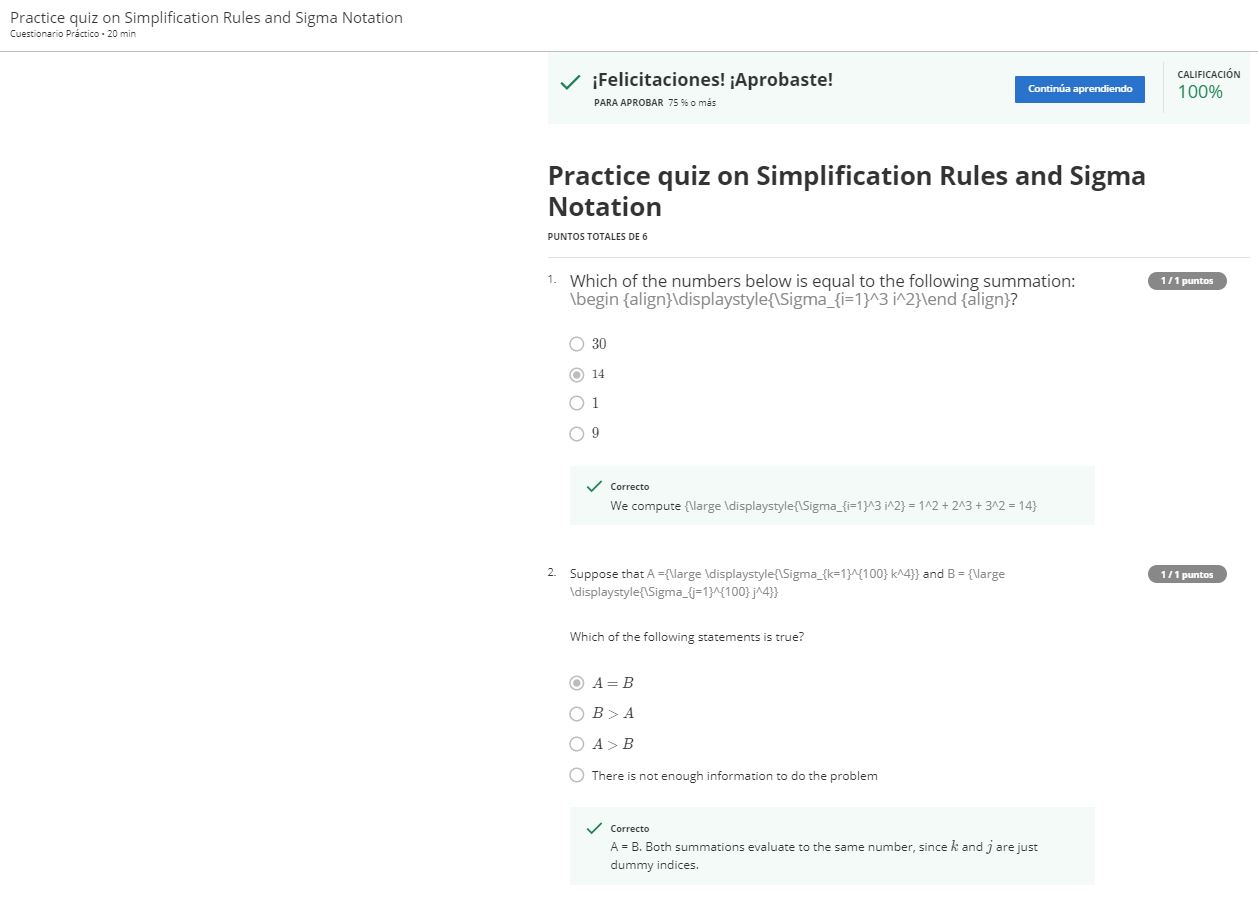 Practice quiz on Simplification Rules and Sigma Notation
Cuestionario Práctico • 20 min
¡Felicitaciones! ¡Aprobaste!
PARA APROBAR 75 % o más
Continúa aprendiendo
CALIFICACIÓN
100%
Practice quiz on Simplification Rules and Sigma
Notation
PUNTOS TOTALES DE 6
1. Which of the numbers below is equal to the following summation:
\begin {align}\displaystyle{\Sigma_{i=1}^3 i^2}\end {align}?
1 / 1 puntos
30
14
1
9
Correcto
We compute {\large \displaystyle{\Sigma_{i=1}^3 i^2} = 1^2 + 2^3 + 3^2 = 14}
2. Suppose that A ={\large \displaystyle{\Sigma_{k=1}^{100} k^4}} and B = {\large
\displaystyle{\Sigma_{j=1}^{100} j^4}}
1 / 1 puntos
Which of the following statements is true?
A = B
B > A
A > B
There is not enough information to do the problem
Correcto
A = B. Both summations evaluate to the same number, since k and j are just
dummy indices.